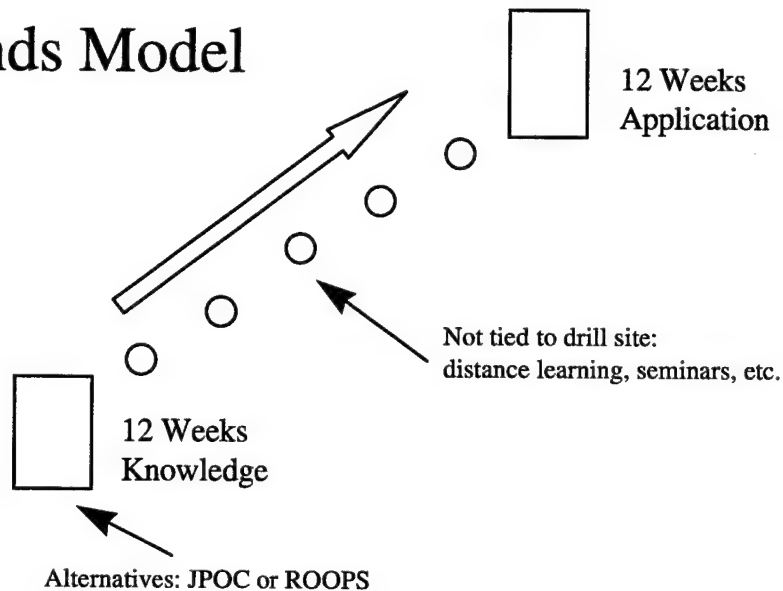 Model
12 Weeks
Application
Not tied to drill site:
distance learning, seminars, etc.
12 Weeks
Knowledge
Alternatives: JPOC or ROOPS